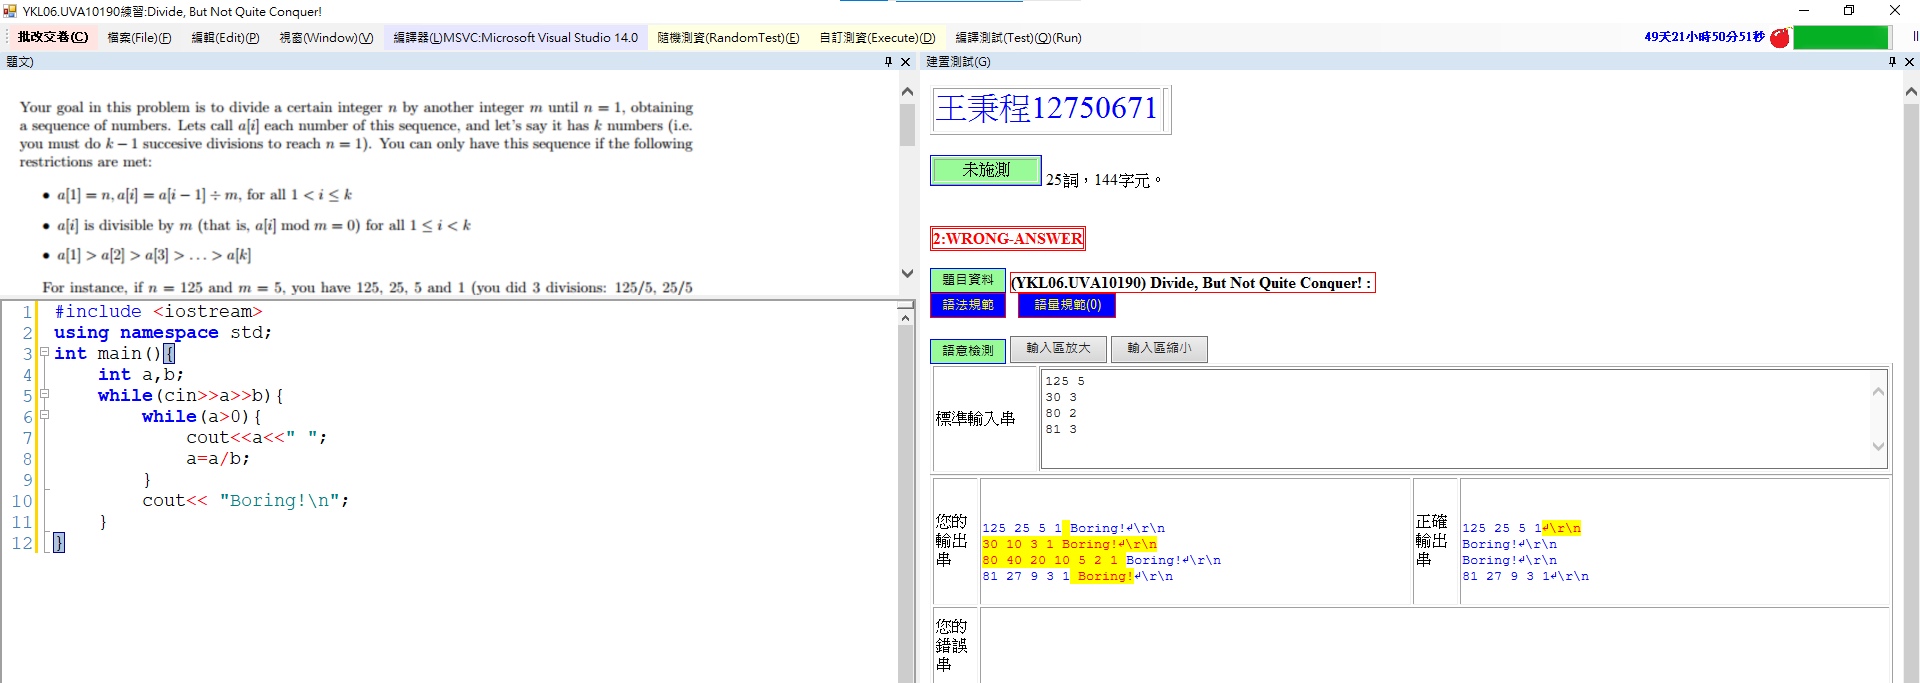 YKL06.UVA10190練習:Divide, But Not Quite Conquer!
批改交卷(C) 檔案(File)(F) 編輯(Edit)(P) 視窗(Window)(V) 編譯器(L)MSVC:Microsoft Visual Studio 14.0 隨機測資(RandomTest)(E) 自訂測資(Execute)(D) 編譯測試(Test)(Q)(Run) 49天21小時50分51秒
題文)
Your goal in this problem is to divide a certain integer n by another integer m until n = 1, obtaining
a sequence of numbers. Lets call a[i] each number of this sequence, and let's say it has k numbers (i.e.
you must do k − 1 succesive divisions to reach n = 1). You can only have this sequence if the following
restrictions are met:
• a[1] = n, a[i] = a[i − 1] ÷ m, for all 1 < i ≤ k
• a[i] is divisible by m (that is, a[i] mod m = 0) for all 1 ≤ i < k
• a[1] > a[2] > a[3] > ... > a[k]
For instance, if n = 125 and m = 5, you have 125, 25, 5 and 1 (you did 3 divisions: 125/5, 25/5
1 #include <iostream>
2 using namespace std;
3 int main(){
4 int a,b;
5 while(cin>>a>>b){
6 while(a>0){
7 cout<<a<<" ";
8 a=a/b;
9 }
10 cout<< "Boring!\n";
11 }
12 }
建置測試(G)
王秉程12750671
未施測 25詞，144字元。
2:WRONG-ANSWER
題目資料 (YKL06.UVA10190) Divide, But Not Quite Conquer! :
語法規範 語量規範(0)
語意檢測 輸入區放大 輸入區縮小
標準輸入串
125 5
30 3
80 2
81 3
您的
輸出
串
125 25 5 1 Boring!↲\r\n
30 10 3 1 Boring!↲\r\n
80 40 20 10 5 2 1 Boring!↲\r\n
81 27 9 3 1 Boring!↲\r\n
正確
輸出
串
125 25 5 1↲\r\n
Boring!↲\r\n
Boring!↲\r\n
81 27 9 3 1↲\r\n
您的
錯誤
串